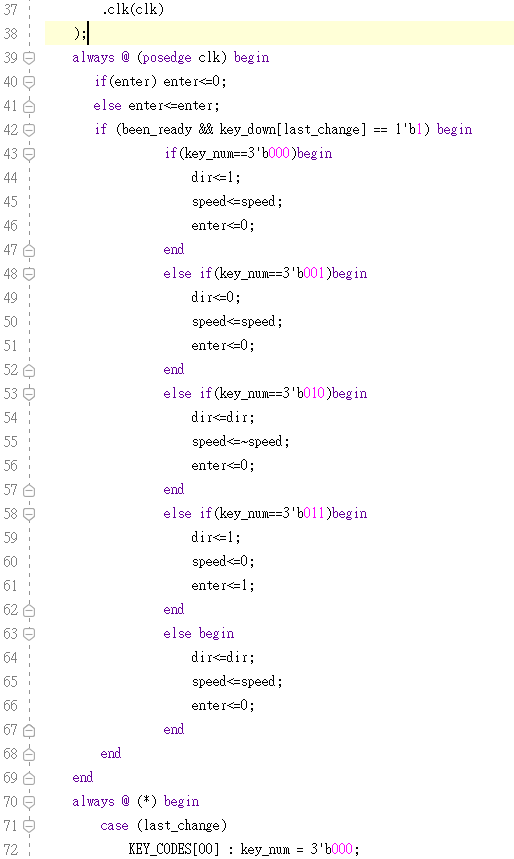 37 .clk(clk)
38 );
39 always @ (posedge clk) begin
40 if(enter) enter<=0;
41 else enter<=enter;
42 if (been_ready && key_down[last_change] == 1'b1) begin
43 if(key_num==3'b000)begin
44 dir<=1;
45 speed<=speed;
46 enter<=0;
47 end
48 else if(key_num==3'b001)begin
49 dir<=0;
50 speed<=speed;
51 enter<=0;
52 end
53 else if(key_num==3'b010)begin
54 dir<=dir;
55 speed<=~speed;
56 enter<=0;
57 end
58 else if(key_num==3'b011)begin
59 dir<=1;
60 speed<=0;
61 enter<=1;
62 end
63 else begin
64 dir<=dir;
65 speed<=speed;
66 enter<=0;
67 end
68 end
69 end
70 always @ (*) begin
71 case (last_change)
72 KEY_CODES[00] : key_num = 3'b000;